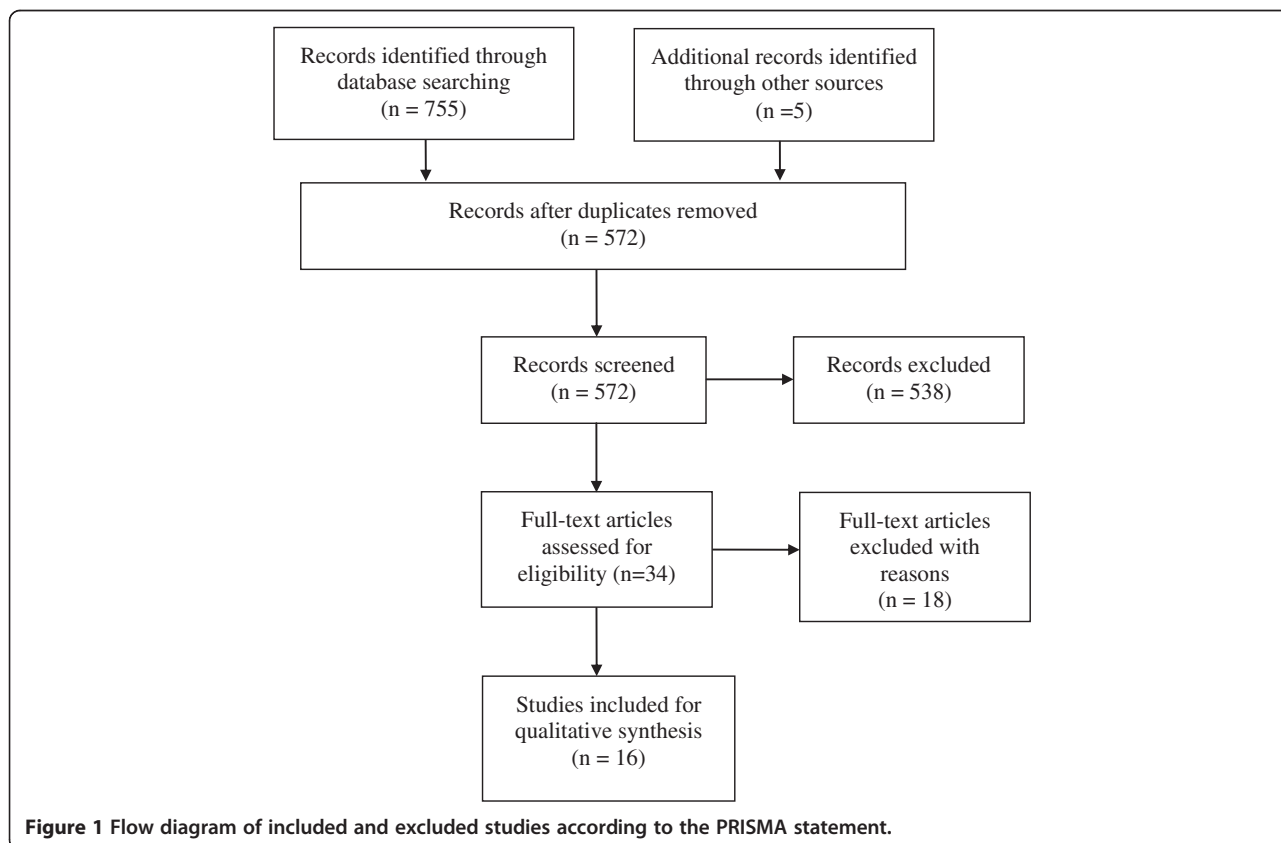 Records identified through
database searching
(n = 755)
Additional records identified
through other sources
(n =5)
Records after duplicates removed
(n = 572)
Records screened
(n = 572)
Records excluded
(n = 538)
Full-text articles
assessed for
eligibility (n=34)
Full-text articles
excluded with
reasons
(n = 18)
Studies included for
qualitative synthesis
(n = 16)
Figure 1 Flow diagram of included and excluded studies according to the PRISMA statement.